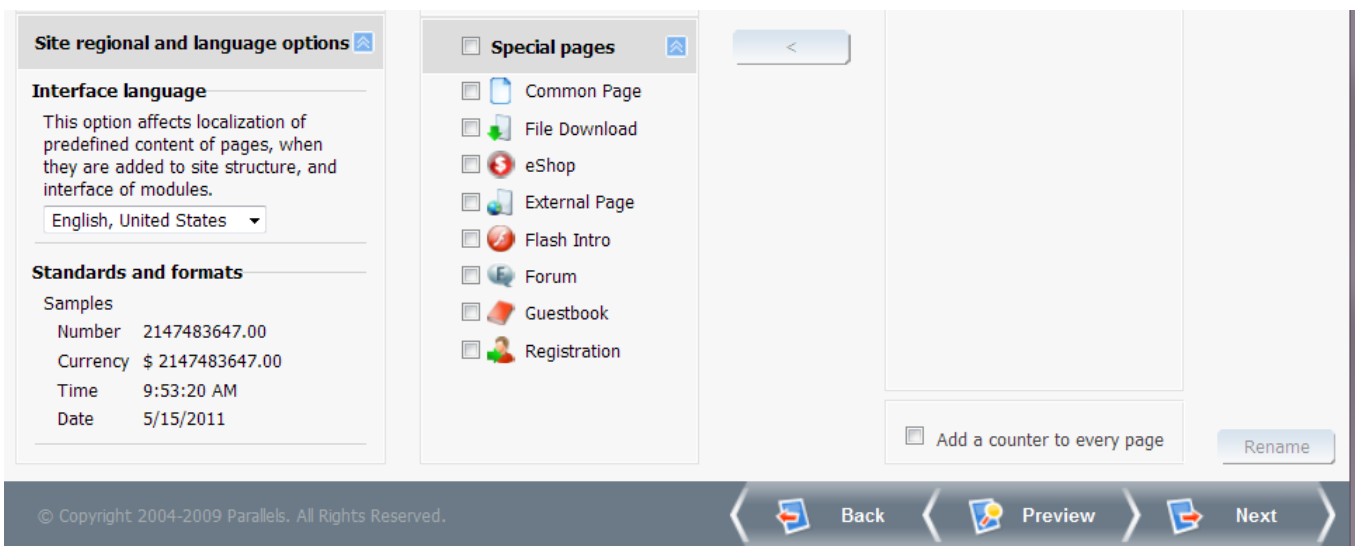 Site regional and language options
Interface language
This option affects localization of
predefined content of pages, when
they are added to site structure, and
interface of modules.
English, United States
Standards and formats
Samples
Number 2147483647.00
Currency $ 2147483647.00
Time 9:53:20 AM
Date 5/15/2011
Special pages
Common Page
File Download
eShop
External Page
Flash Intro
Forum
Guestbook
Registration
<
Add a counter to every page
Rename
© Copyright 2004-2009 Parallels. All Rights Reserved.
Back
Preview
Next